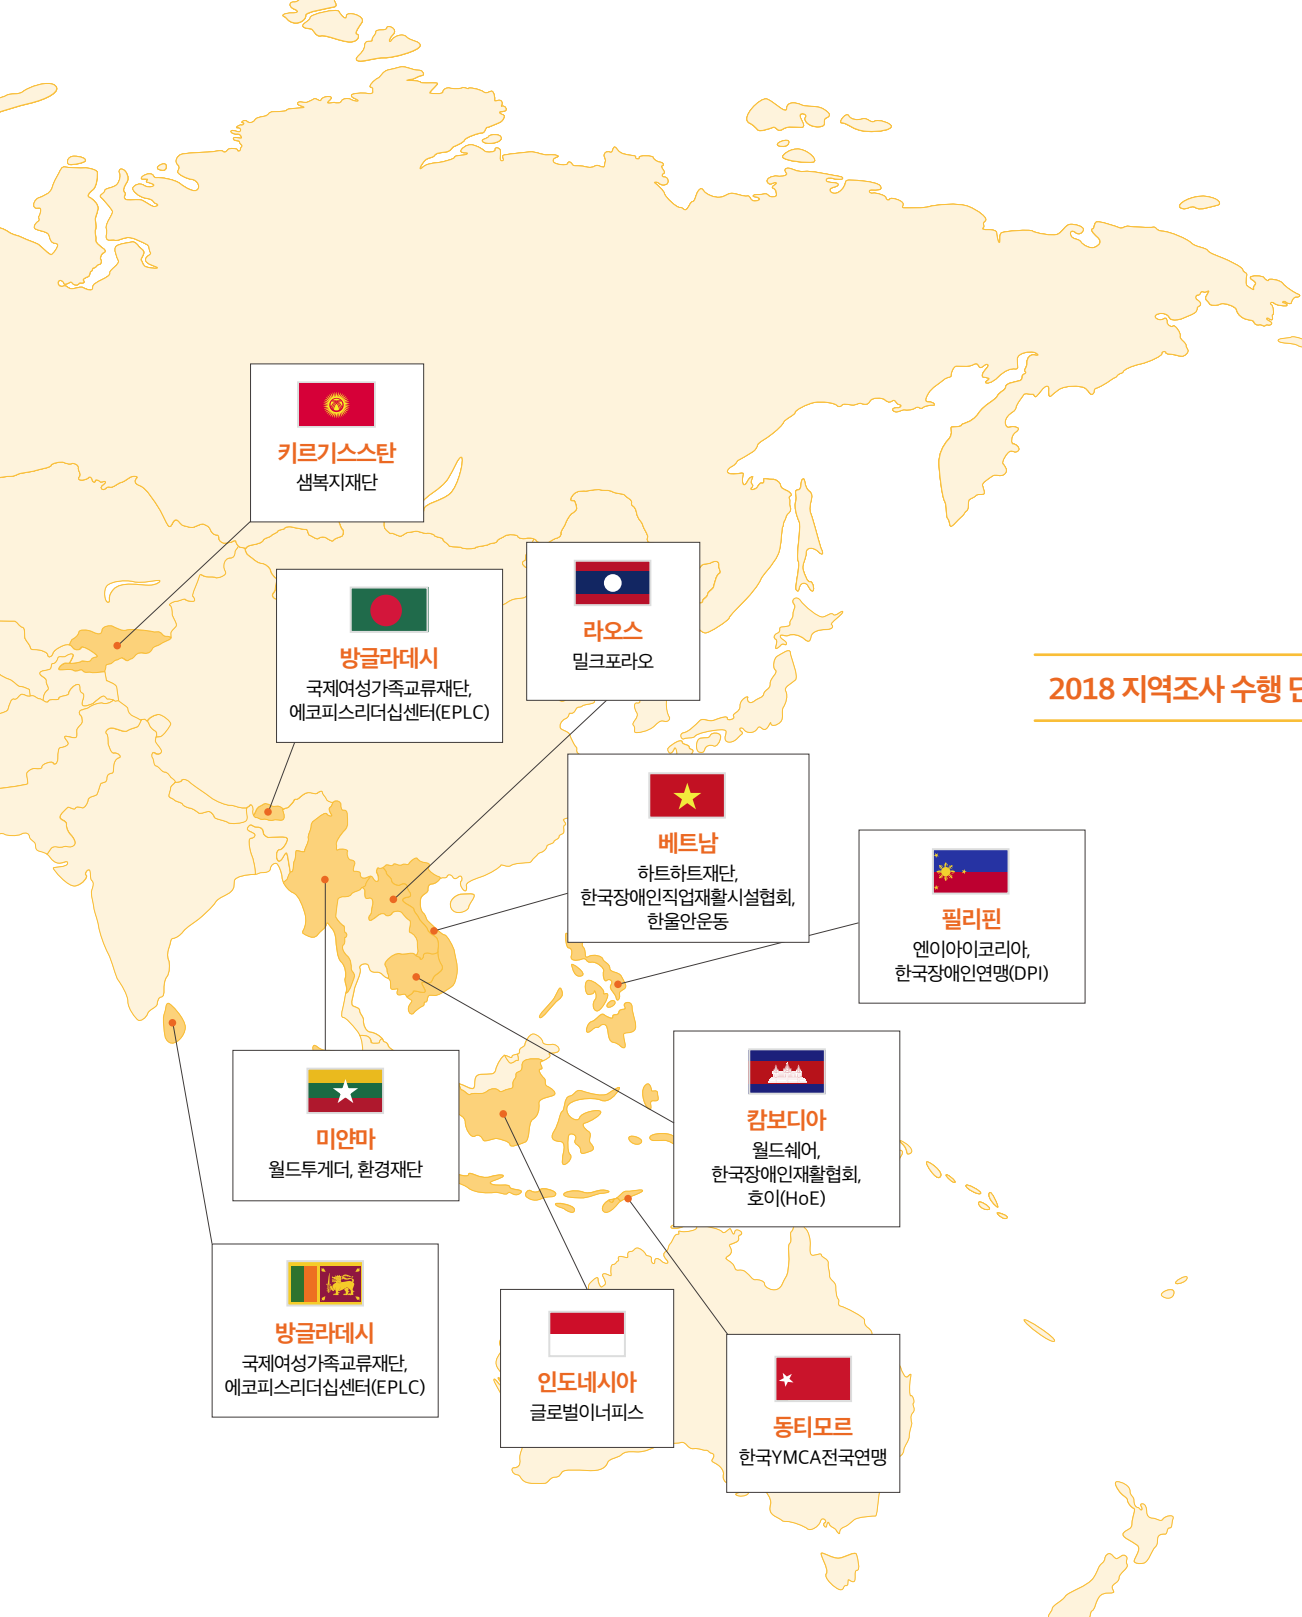 키르기스스탄
샘복지재단
방글라데시
국제여성가족교류재단,
에코피스리더십센터(EPLC)
라오스
밀크포라오
2018 지역조사 수행
베트남
하트하트재단,
한국장애인직업재활시설협회,
한울안운동
필리핀
엔이아이코리아,
한국장애인연맹(DPI)
미얀마
월드투게더, 환경재단
캄보디아
월드쉐어,
한국장애인재활협회,
호이(HoE)
방글라데시
국제여성가족교류재단,
에코피스리더십센터(EPLC)
인도네시아
글로벌이너피스
동티모르
한국YMCA전국연맹